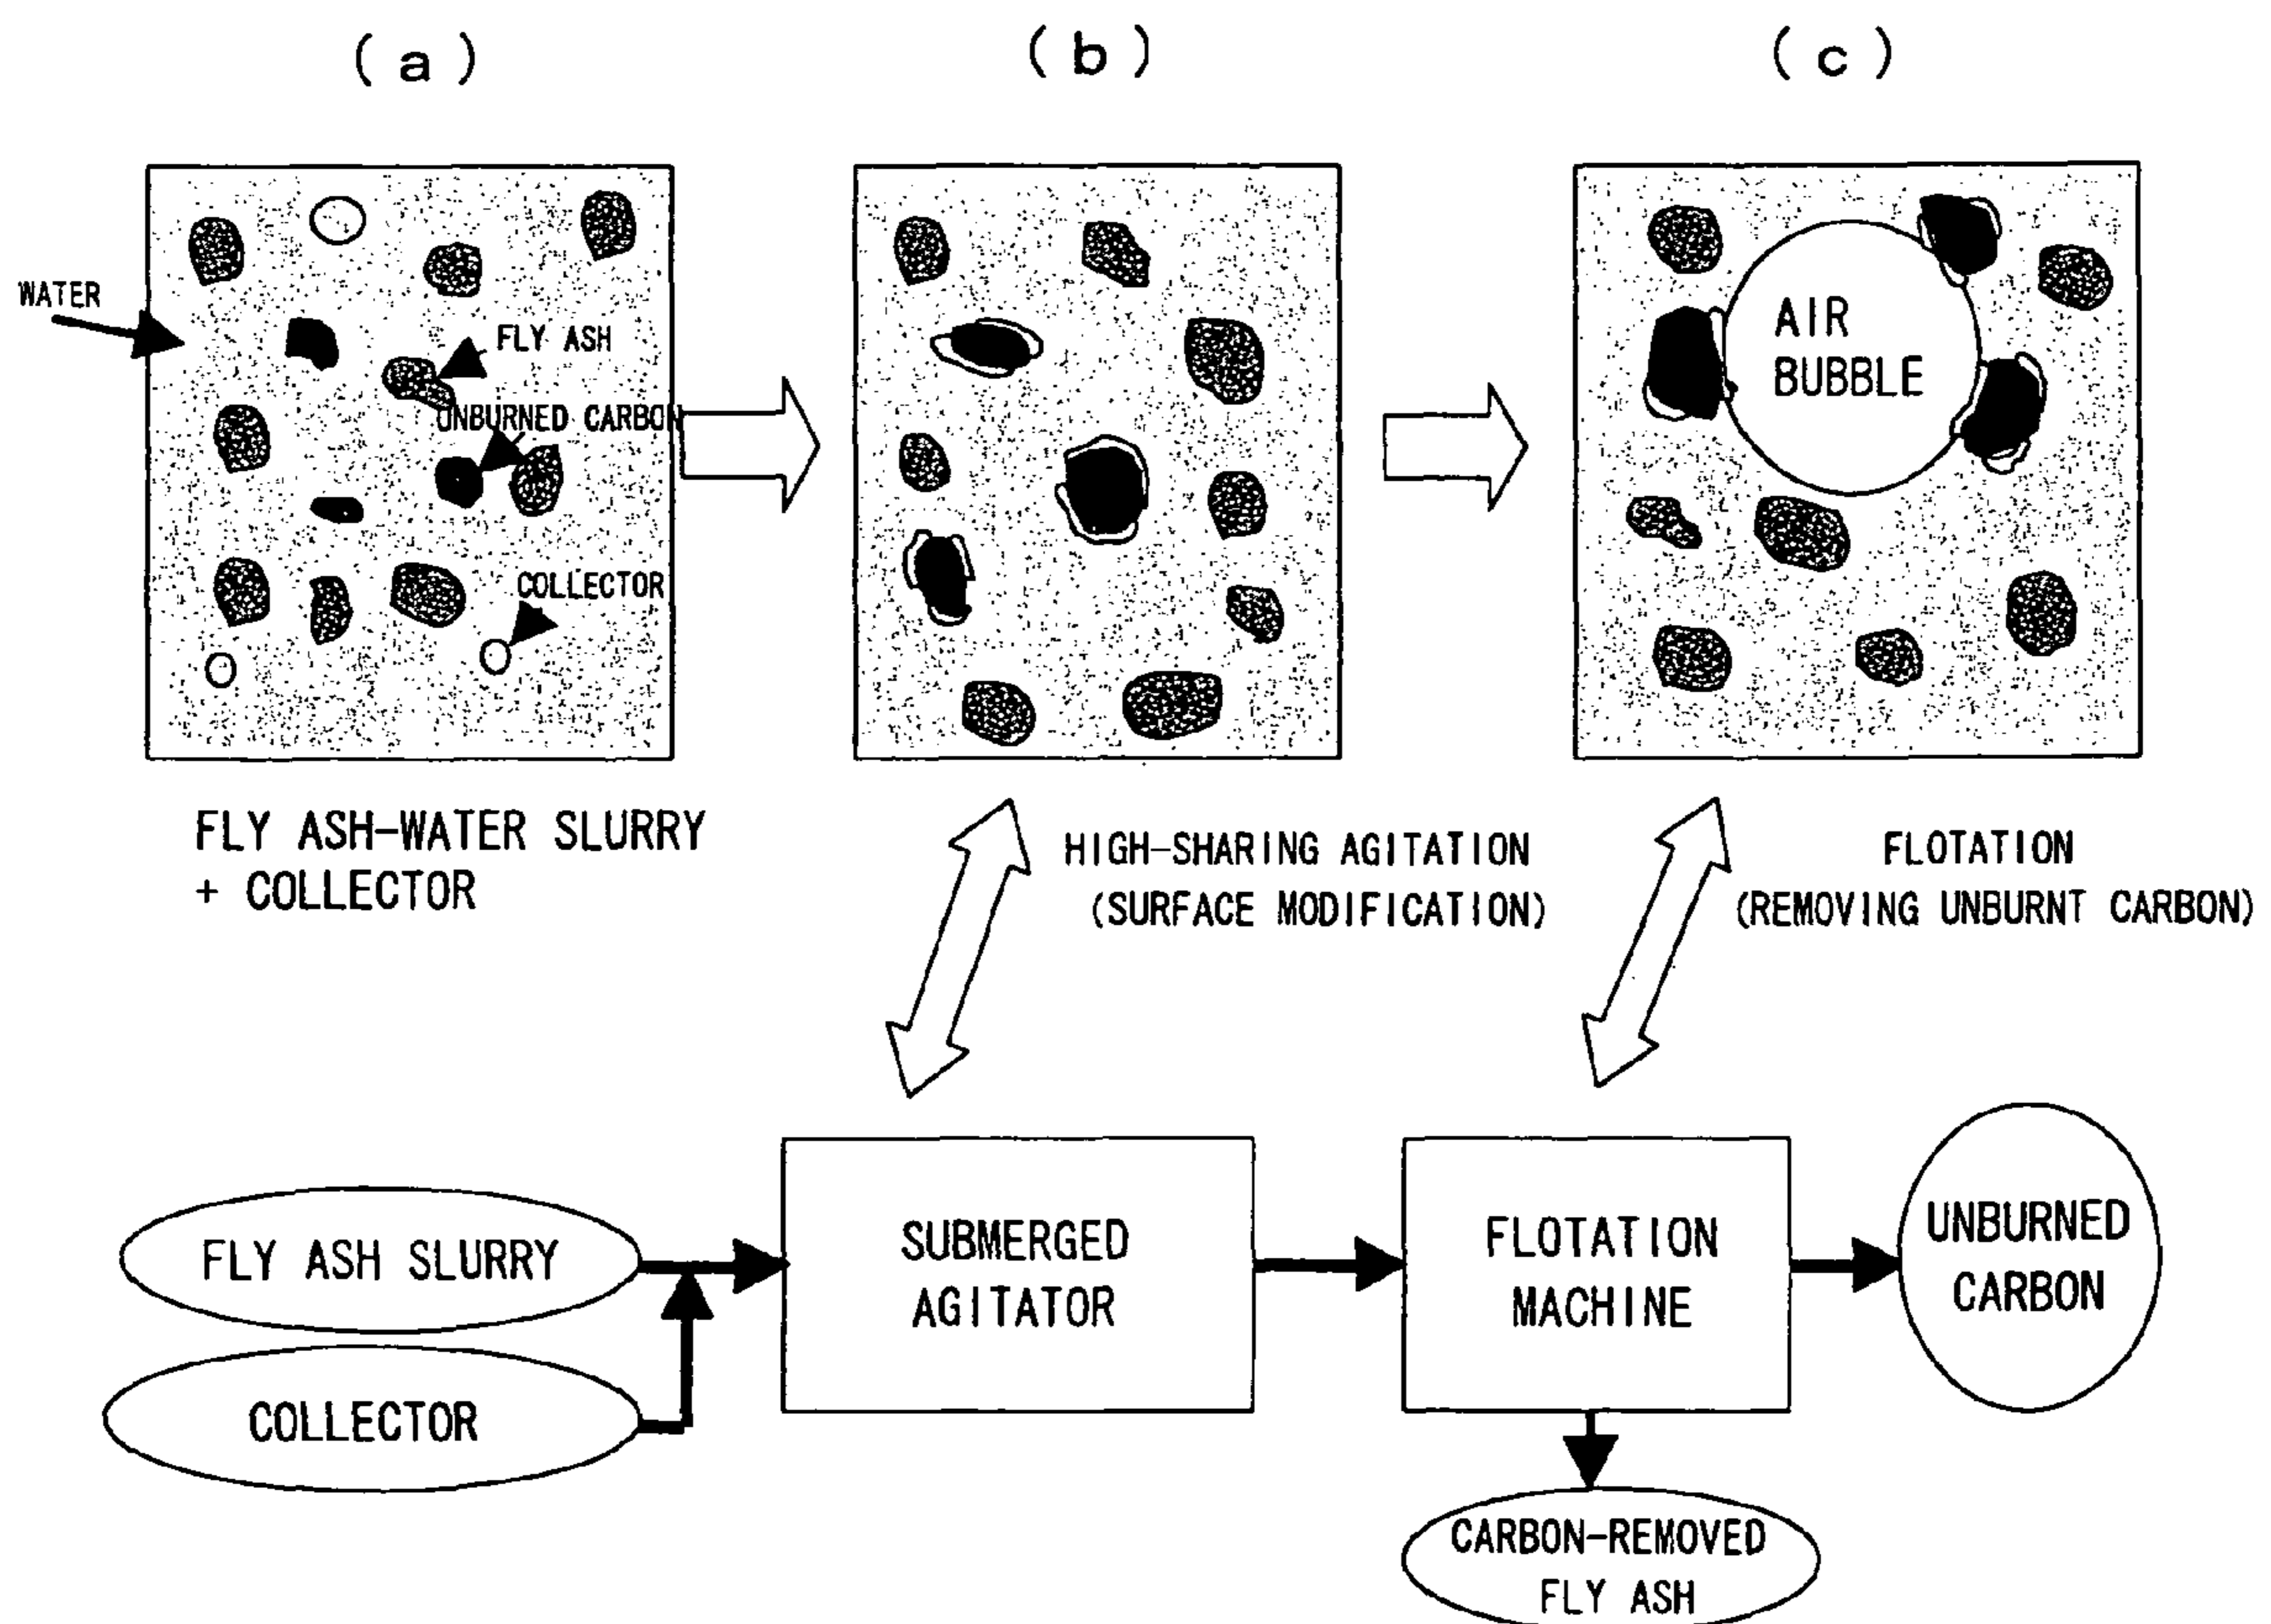 (a)
(b)
(c)
WATER
FLY ASH
UNBURNED CARBON
COLLECTOR
AIR
BUBBLE
FLY ASH-WATER SLURRY
+ COLLECTOR
HIGH-SHARING AGITATION
(SURFACE MODIFICATION)
FLOTATION
(REMOVING UNBURNT CARBON)
FLY ASH SLURRY
COLLECTOR
SUBMERGED
AGITATOR
FLOTATION
MACHINE
UNBURNED
CARBON
CARBON-REMOVED
FLY ASH